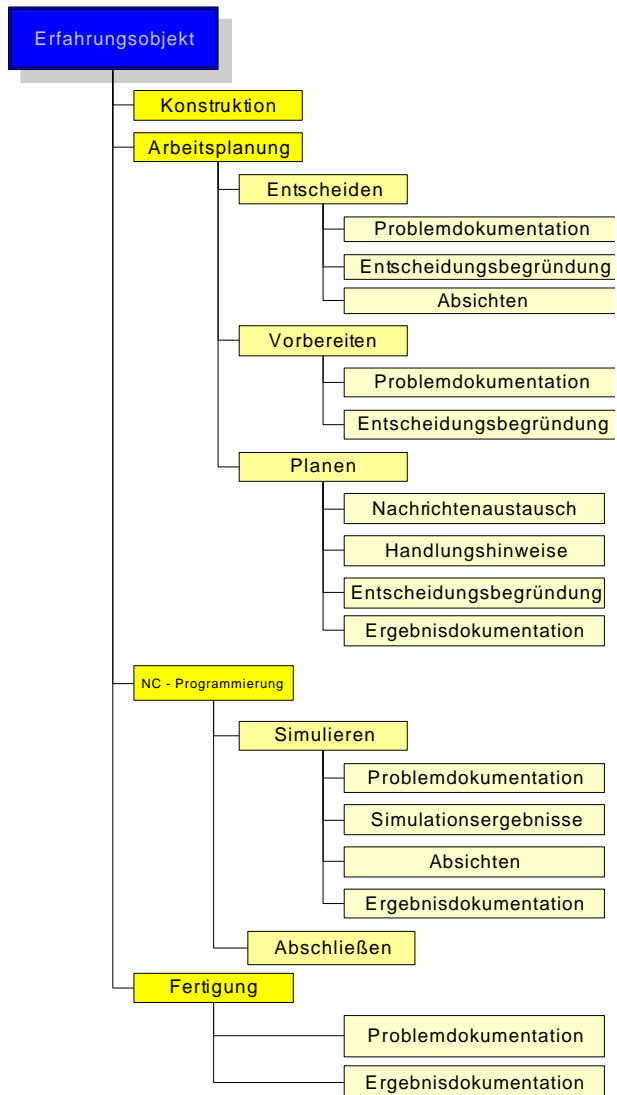 Erfahrungsobjekt
Konstruktion
Arbeitsplanung
Entscheiden
Problemdokumentation
Entscheidungsbegründung
Absichten
Vorbereiten
Problemdokumentation
Entscheidungsbegründung
Planen
Nachrichtenaustausch
Handlungshinweise
Entscheidungsbegründung
Ergebnisdokumentation
NC - Programmierung
Simulieren
Problemdokumentation
Simulationsergebnisse
Absichten
Ergebnisdokumentation
Abschließen
Fertigung
Problemdokumentation
Ergebnisdokumentation